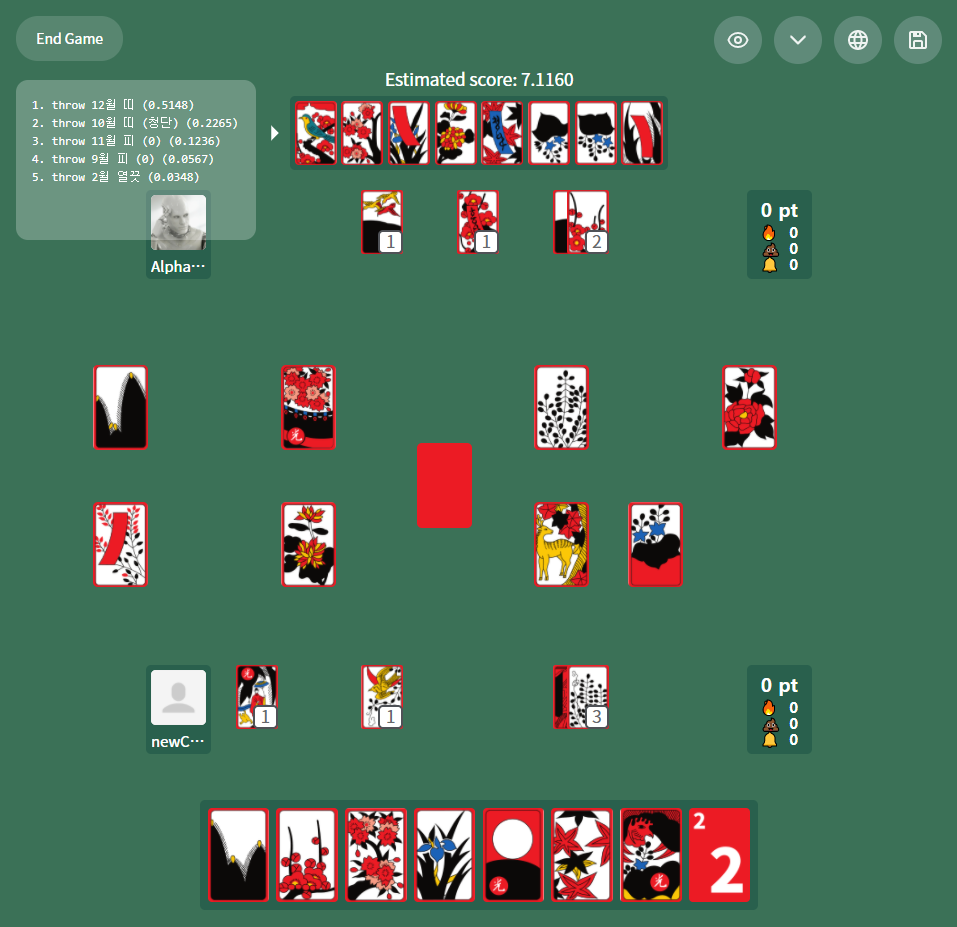 End Game
Estimated score: 7.1160
1. throw 12월 띠 (0.5148)
2. throw 10월 띠 (청단) (0.2265)
3. throw 11월 피 (0) (0.1236)
4. throw 9월 피 (0) (0.0567)
5. throw 2월 열끗 (0.0348)
1
1
2
0 pt
0
0
0
Alpha⋯
光
光
1
1
3
0 pt
0
0
0
newC⋯
光
光
2
2